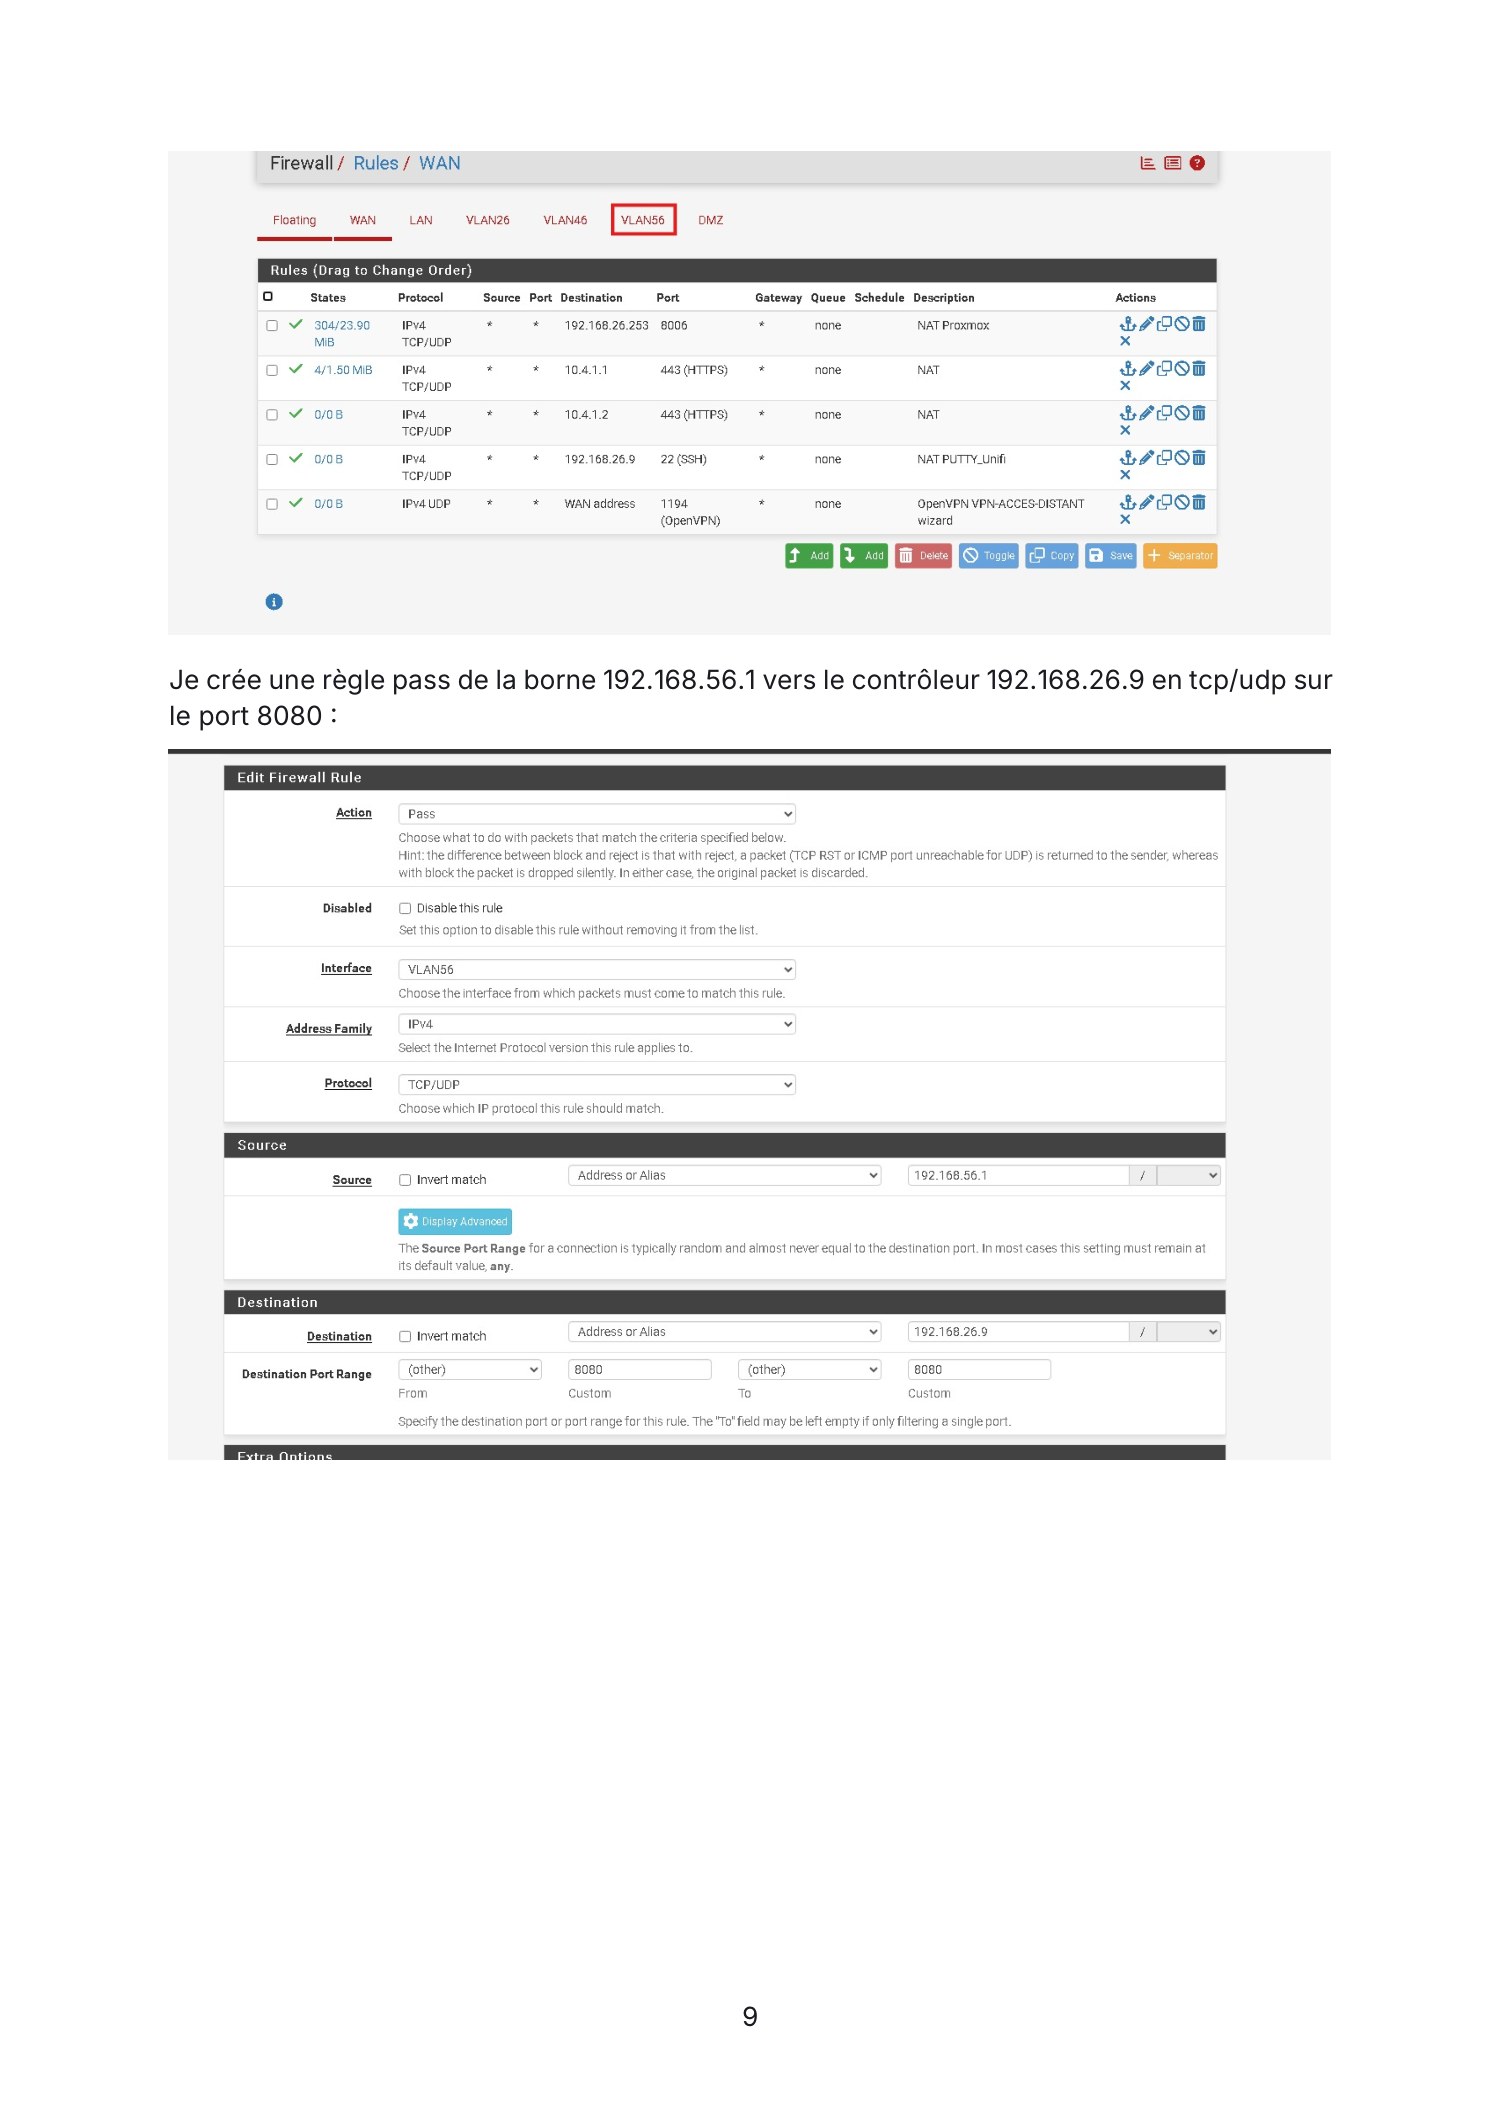 Firewall / Rules / WAN
Floating WAN LAN VLAN26 VLAN46 VLAN56 DMZ
Rules (Drag to Change Order)
States Protocol Source Port Destination Port Gateway Queue Schedule Description Actions
304/23.90 MiB IPv4 TCP/UDP * * 192.168.26.253 8006 * none NAT Proxmox
4/1.50 MiB IPv4 TCP/UDP * * 10.4.1.1 443 (HTTPS) * none NAT
0/0 B IPv4 TCP/UDP * * 10.4.1.2 443 (HTTPS) * none NAT
0/0 B IPv4 TCP/UDP * * 192.168.26.9 22 (SSH) * none NAT PUTTY_Unifi
0/0 B IPv4 UDP * * WAN address 1194 (OpenVPN) * none OpenVPN VPN-ACCES-DISTANT wizard
Add Add Delete Toggle Copy Save Separator
Je crée une règle pass de la borne 192.168.56.1 vers le contrôleur 192.168.26.9 en tcp/udp sur
le port 8080 :
Edit Firewall Rule
Action Pass
Choose what to do with packets that match the criteria specified below.
Hint: the difference between block and reject is that with reject, a packet (TCP RST or ICMP port unreachable for UDP) is returned to the sender, whereas
with block the packet is dropped silently. In either case, the original packet is discarded.
Disabled Disable this rule
Set this option to disable this rule without removing it from the list.
Interface VLAN56
Choose the interface from which packets must come to match this rule.
Address Family IPv4
Select the Internet Protocol version this rule applies to.
Protocol TCP/UDP
Choose which IP protocol this rule should match.
Source
Source Invert match Address or Alias 192.168.56.1 /
Display Advanced
The Source Port Range for a connection is typically random and almost never equal to the destination port. In most cases this setting must remain at
its default value, any.
Destination
Destination Invert match Address or Alias 192.168.26.9 /
Destination Port Range (other) 8080 (other) 8080
From Custom To Custom
Specify the destination port or port range for this rule. The "To" field may be left empty if only filtering a single port.
Extra Options
9